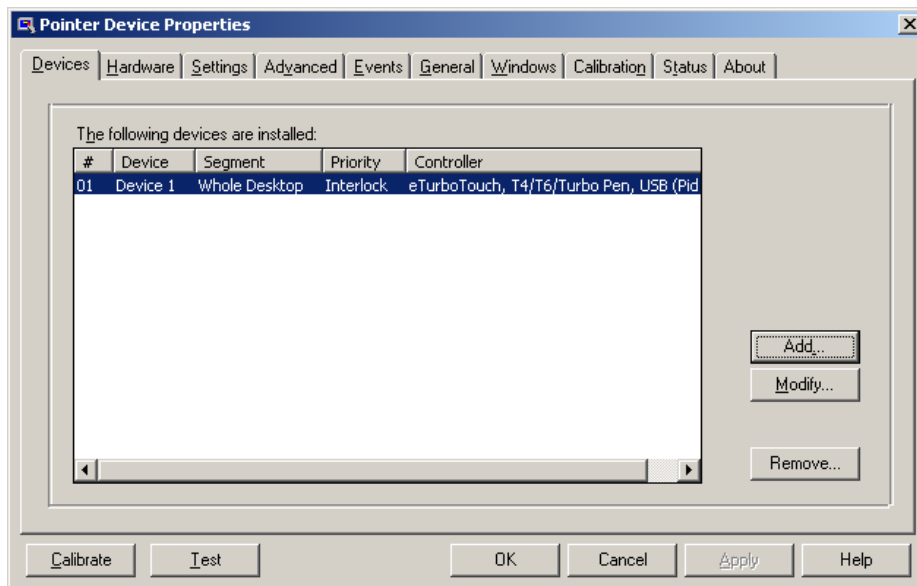 Pointer Device Properties
Devices Hardware Settings Advanced Events General Windows Calibration Status About
The following devices are installed:
# Device Segment Priority Controller
01 Device 1 Whole Desktop Interlock eTurboTouch, T4/T6/Turbo Pen, USB (Pid
Add...
Modify...
Remove...
Calibrate Test OK Cancel Apply Help